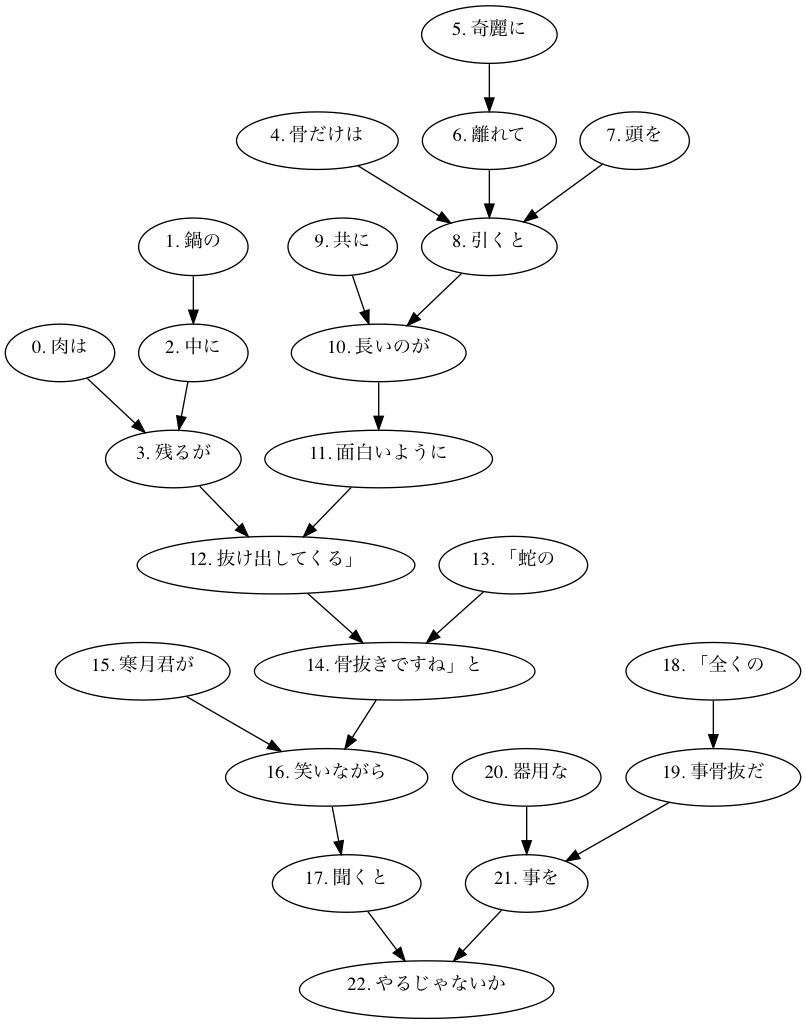 5. 奇麗に
4. 骨だけは
6. 離れて
7. 頭を
1. 鍋の
9. 共に
8. 引くと
0. 肉は
2. 中に
10. 長いのが
3. 残るが
11. 面白いように
12. 抜け出してくる」
13. 「蛇の
15. 寒月君が
14. 骨抜きですね」と
18. 「全くの
16. 笑いながら
20. 器用な
19. 事骨抜だ
17. 聞くと
21. 事を
22. やるじゃないか